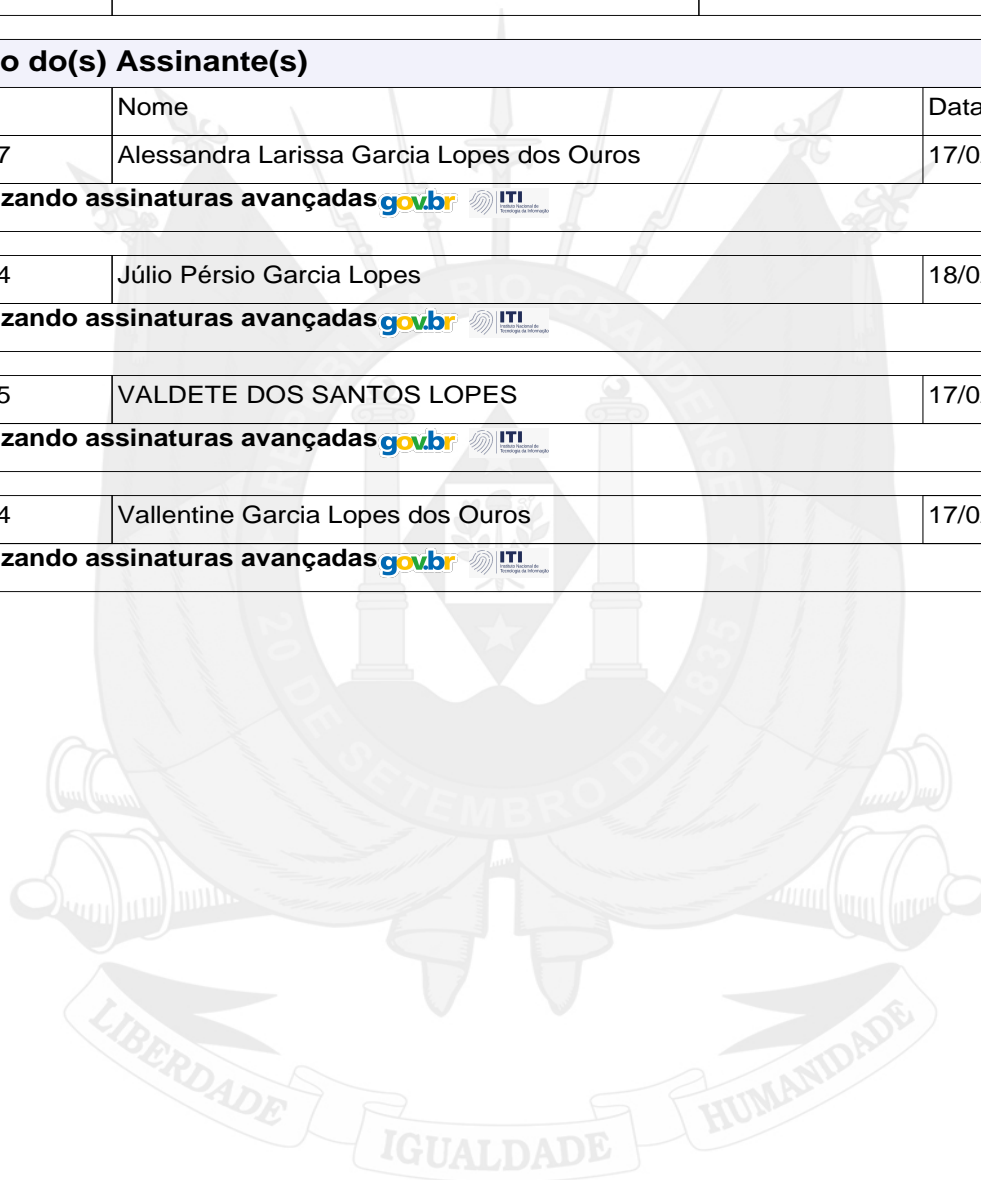 o do(s) Assinante(s)
Nome Data
7 Alessandra Larissa Garcia Lopes dos Ouros 17/0
zando assinaturas avançadas gov.br ITI
4 Júlio Pérsio Garcia Lopes 18/0
zando assinaturas avançadas gov.br ITI
5 VALDETE DOS SANTOS LOPES 17/0
zando assinaturas avançadas gov.br ITI
4 Vallentine Garcia Lopes dos Ouros 17/0
zando assinaturas avançadas gov.br ITI
REPÚBLICA RIO-GRANDENSE
20 DE SETEMBRO DE 1835
LIBERDADE IGUALDADE HUMANIDADE